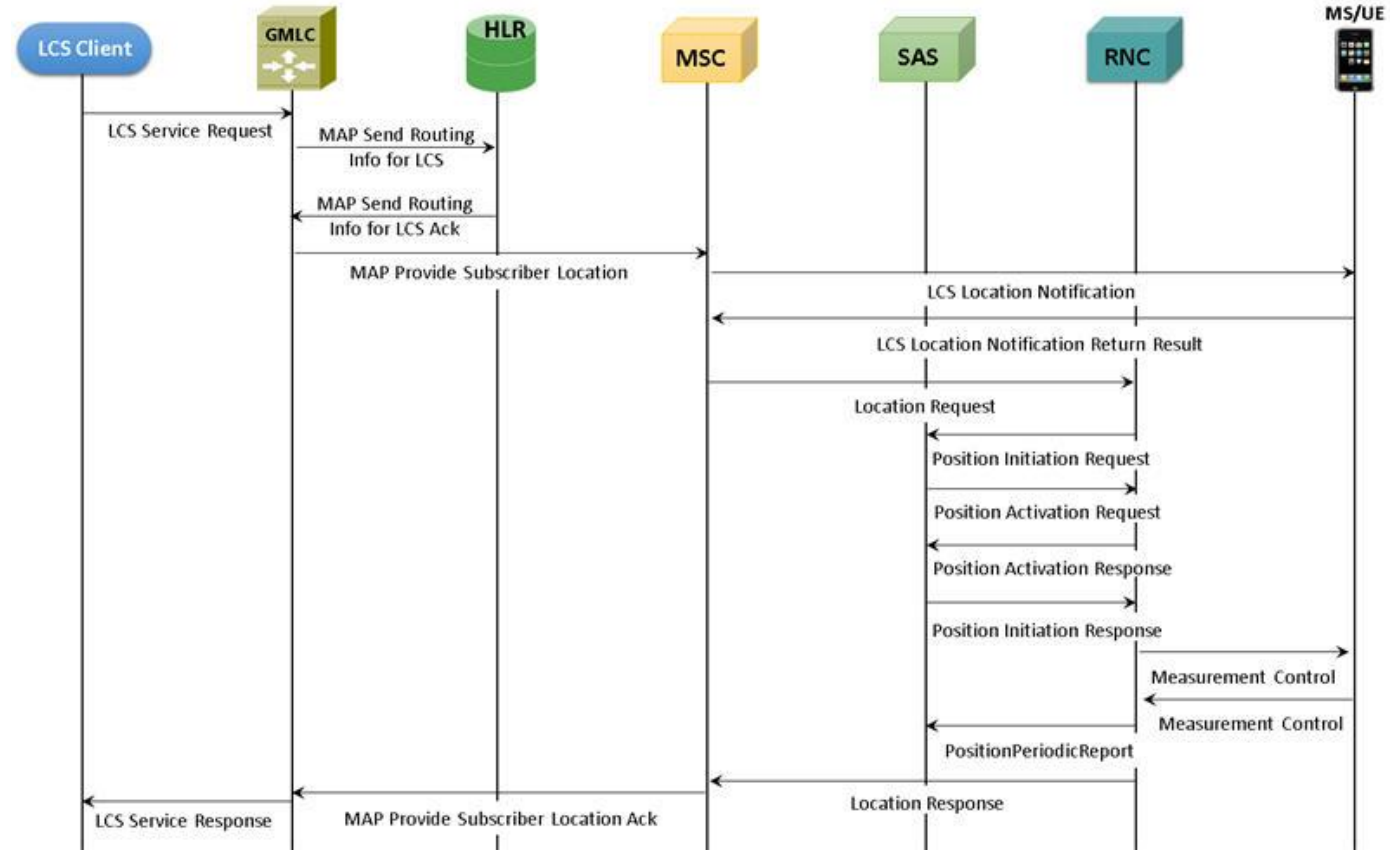 MS/UE
LCS Client
GMLC
HLR
MSC
SAS
RNC
LCS Service Request
MAP Send Routing
Info for LCS
MAP Send Routing
Info for LCS Ack
MAP Provide Subscriber Location
LCS Location Notification
LCS Location Notification Return Result
Location Request
Position Initiation Request
Position Activation Request
Position Activation Response
Position Initiation Response
Measurement Control
Measurement Control
PositionPeriodicReport
Location Response
MAP Provide Subscriber Location Ack
LCS Service Response